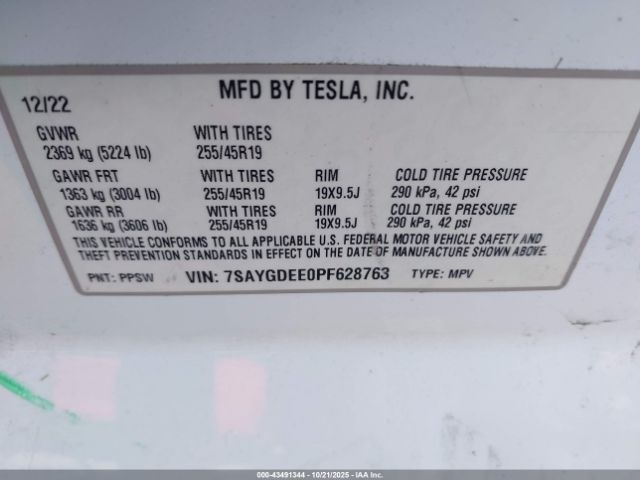 MFD BY TESLA, INC.
12/22
GVWR WITH TIRES
2369 kg (5224 lb) 255/45R19
GAWR FRT WITH TIRES RIM COLD TIRE PRESSURE
1363 kg (3004 lb) 255/45R19 19X9.5J 290 kPa, 42 psi
GAWR RR WITH TIRES RIM COLD TIRE PRESSURE
1636 kg (3606 lb) 255/45R19 19X9.5J 290 kPa, 42 psi
THIS VEHICLE CONFORMS TO ALL APPLICABLE U.S. FEDERAL MOTOR VEHICLE SAFETY AND
THEFT PREVENTION STANDARDS IN EFFECT ON THE DATE OF MANUFACTURE SHOWN ABOVE.
PNT: PPSW VIN: 7SAYGDEE0PF628763 TYPE: MPV
000-43491344 - 10/21/2025 - COPYRIGHT IAA, INC.